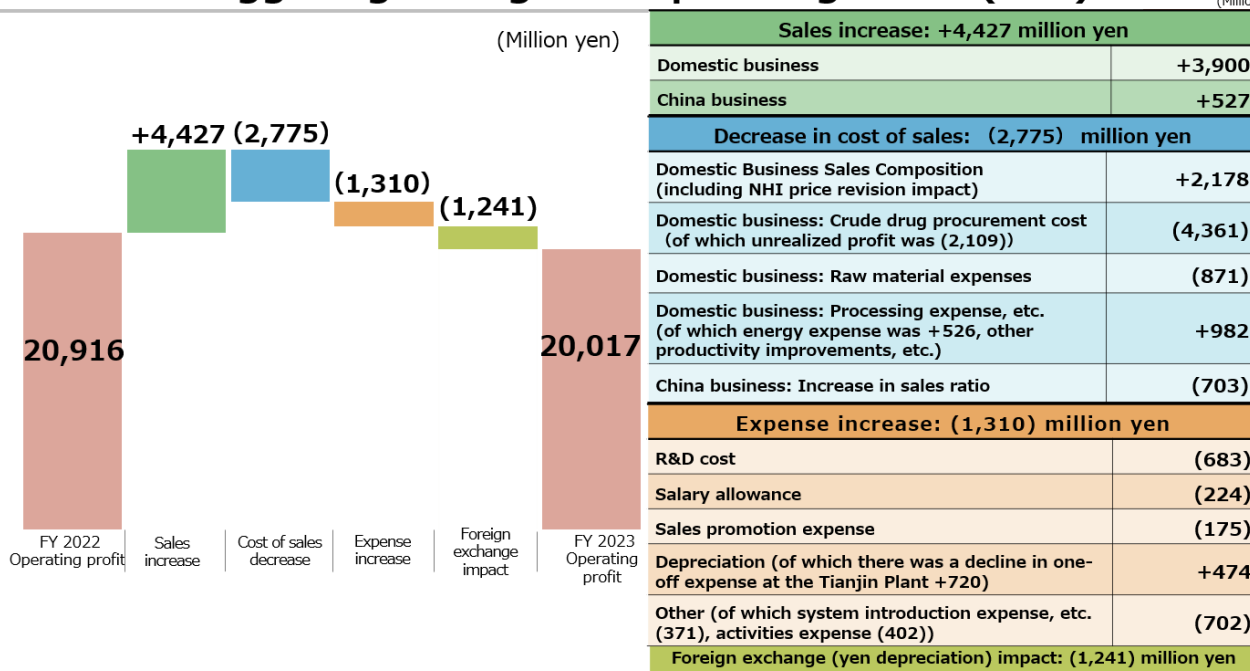 (Million yen)
+4,427
(2,775)
(1,310)
(1,241)
20,916
20,017
FY 2022
Operating profit
Sales
increase
Cost of sales
decrease
Expense
increase
Foreign
exchange
impact
FY 2023
Operating
profit
Sales increase: +4,427 million yen
Domestic business +3,900
China business +527
Decrease in cost of sales: (2,775) million yen
Domestic Business Sales Composition
(including NHI price revision impact) +2,178
Domestic business: Crude drug procurement cost
(of which unrealized profit was (2,109)) (4,361)
Domestic business: Raw material expenses (871)
Domestic business: Processing expense, etc.
(of which energy expense was +526, other
productivity improvements, etc.) +982
China business: Increase in sales ratio (703)
Expense increase: (1,310) million yen
R&D cost (683)
Salary allowance (224)
Sales promotion expense (175)
Depreciation (of which there was a decline in one-
off expense at the Tianjin Plant +720) +474
Other (of which system introduction expense, etc.
(371), activities expense (402)) (702)
Foreign exchange (yen depreciation) impact: (1,241) million yen